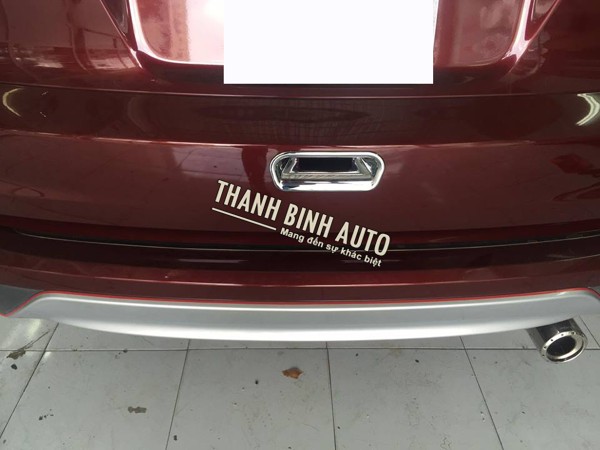 THANH BINH AUTO
Mang đến sự khác biệt